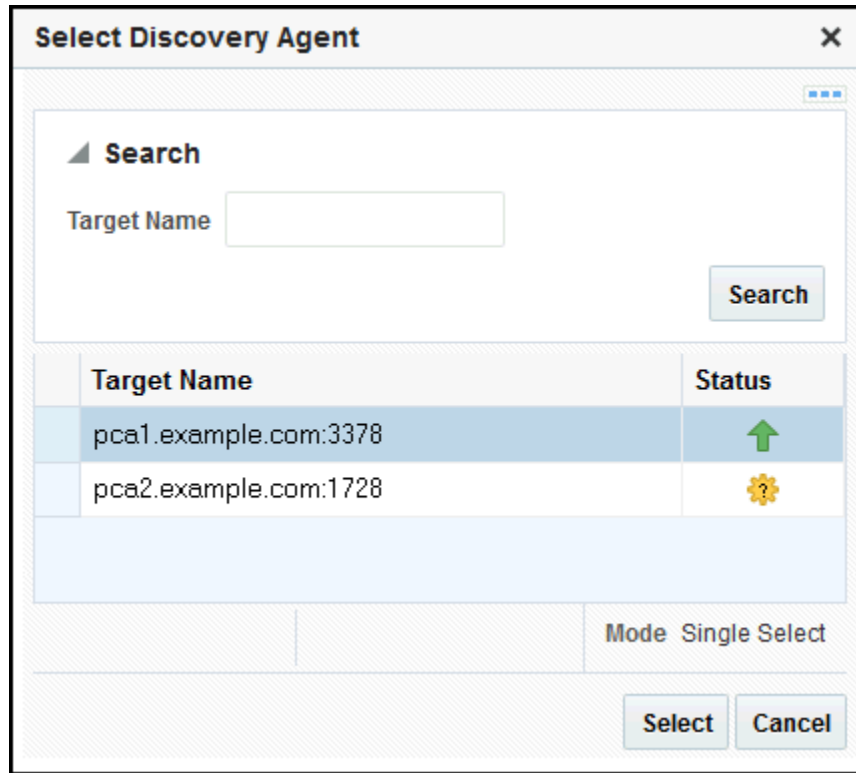 Select Discovery Agent
Search
Target Name
Search
Target Name Status
pca1.example.com:3378
pca2.example.com:1728 ?
Mode Single Select
Select Cancel